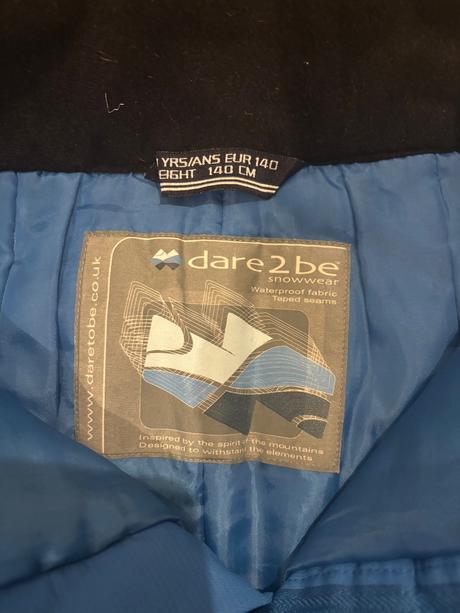 YRS/ANS EUR 140
EIGHT 140 CM
dare2be
snowwear
Waterproof fabric
Taped seams
www.daretobe.co.uk
Inspired by the spirit of the mountains
Designed to withstand the elements